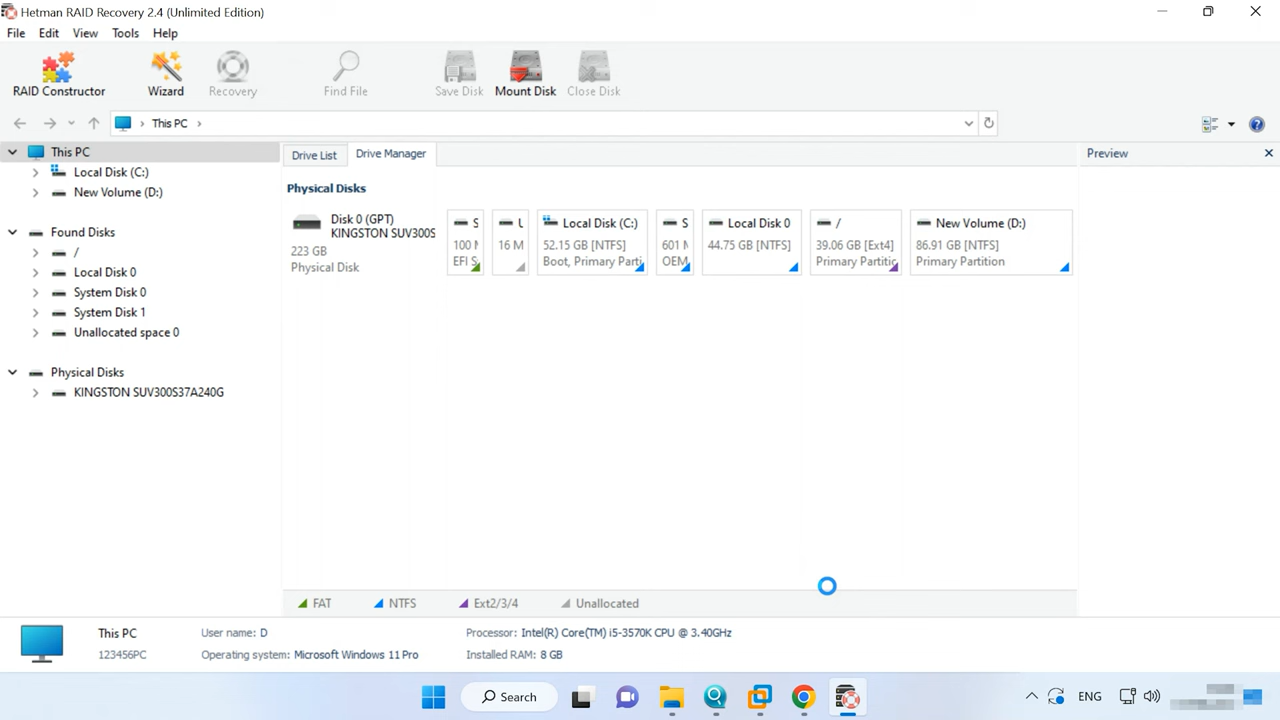 Hetman RAID Recovery 2.4 (Unlimited Edition)
File Edit View Tools Help
RAID Constructor Wizard Recovery Find File Save Disk Mount Disk Close Disk
This PC
Drive List Drive Manager Preview
This PC
Local Disk (C:)
New Volume (D:)
Found Disks
/
Local Disk 0
System Disk 0
System Disk 1
Unallocated space 0
Physical Disks
KINGSTON SUV300S37A240G
Physical Disks
Disk 0 (GPT)
KINGSTON SUV300S
223 GB
Physical Disk
S
100 M
EFI S
U
16 M
Local Disk (C:)
52.15 GB [NTFS]
Boot, Primary Parti
S
601 M
OEM,
Local Disk 0
44.75 GB [NTFS]
/
39.06 GB [Ext4]
Primary Partitic
New Volume (D:)
86.91 GB [NTFS]
Primary Partition
FAT NTFS Ext2/3/4 Unallocated
This PC User name: D Processor: Intel(R) Core(TM) i5-3570K CPU @ 3.40GHz
123456PC Operating system: Microsoft Windows 11 Pro Installed RAM: 8 GB
Search ENG